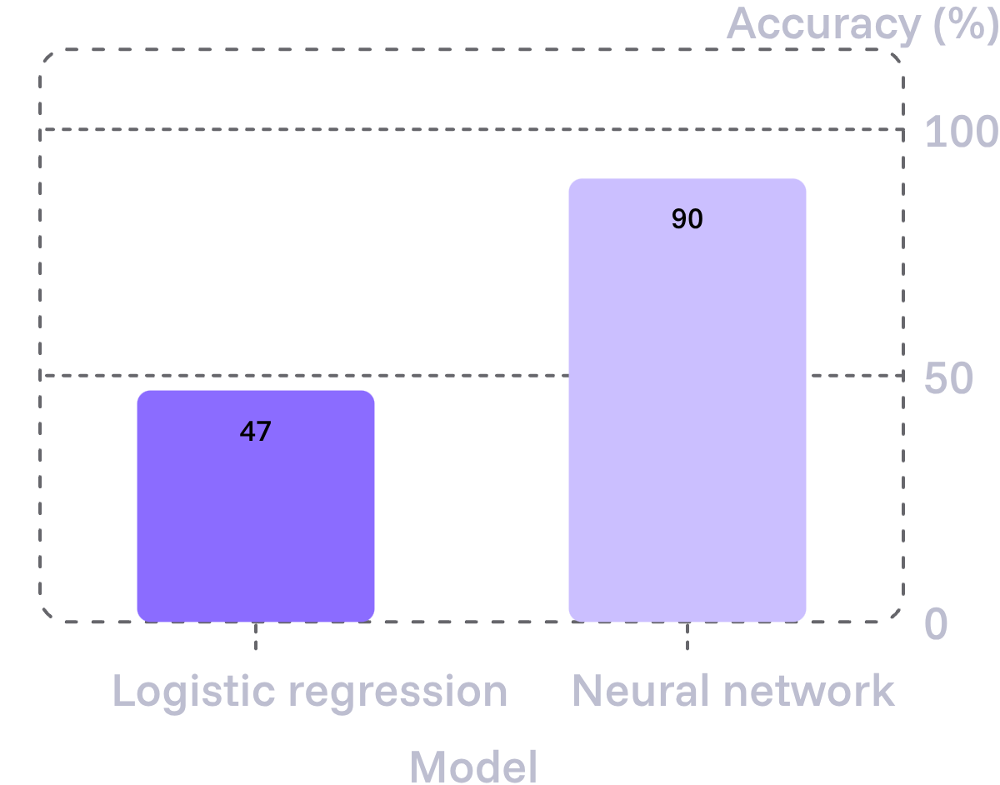 Accuracy (%)
100
90
50
47
0
Logistic regression
Neural network
Model